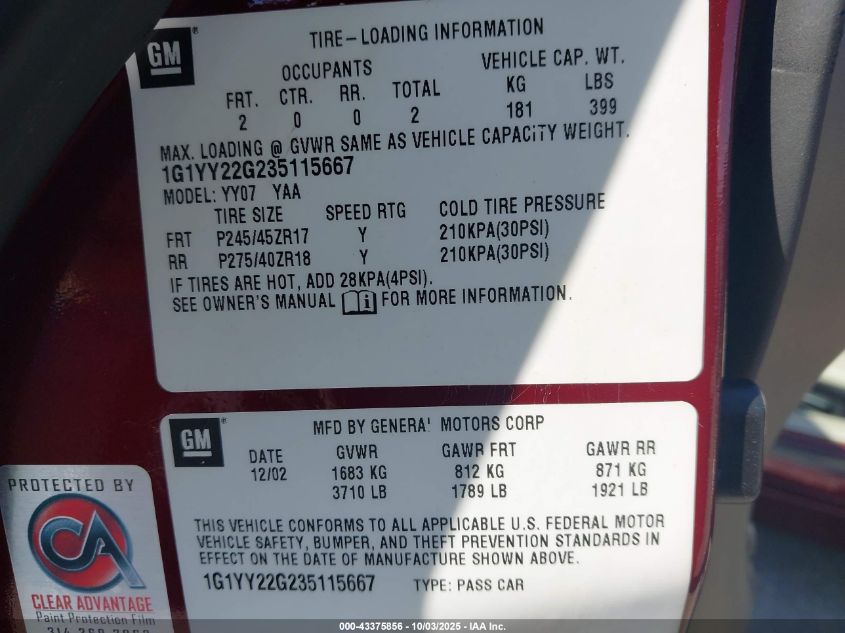 GM
TIRE-LOADING INFORMATION
OCCUPANTS VEHICLE CAP. WT.
FRT. CTR. RR. TOTAL KG LBS
2 0 0 2 181 399
MAX. LOADING @ GVWR SAME AS VEHICLE CAPACITY WEIGHT.
1G1YY22G235115667
MODEL: YY07 YAA
TIRE SIZE SPEED RTG COLD TIRE PRESSURE
FRT P245/45ZR17 Y 210KPA(30PSI)
RR P275/40ZR18 Y 210KPA(30PSI)
IF TIRES ARE HOT, ADD 28KPA(4PSI).
SEE OWNER'S MANUAL i FOR MORE INFORMATION.
GM
MFD BY GENERA' MOTORS CORP
DATE GVWR GAWR FRT GAWR RR
12/02 1683 KG 812 KG 871 KG
3710 LB 1789 LB 1921 LB
THIS VEHICLE CONFORMS TO ALL APPLICABLE U.S. FEDERAL MOTOR
VEHICLE SAFETY, BUMPER, AND THEFT PREVENTION STANDARDS IN
EFFECT ON THE DATE OF MANUFACTURE SHOWN ABOVE.
1G1YY22G235115667 TYPE: PASS CAR
PROTECTED BY
CA
CLEAR ADVANTAGE
Paint Protection Film
000-43375856 - 10/03/2025 - IAA Inc.